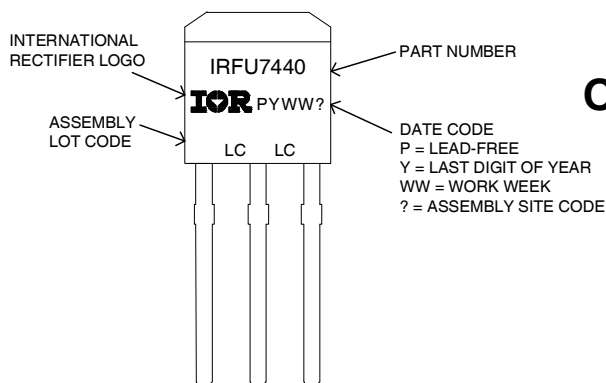 INTERNATIONAL
RECTIFIER LOGO
ASSEMBLY
LOT CODE
IRFU7440
IOR PYWW?
LC LC
PART NUMBER
DATE CODE
P = LEAD-FREE
Y = LAST DIGIT OF YEAR
WW = WORK WEEK
? = ASSEMBLY SITE CODE